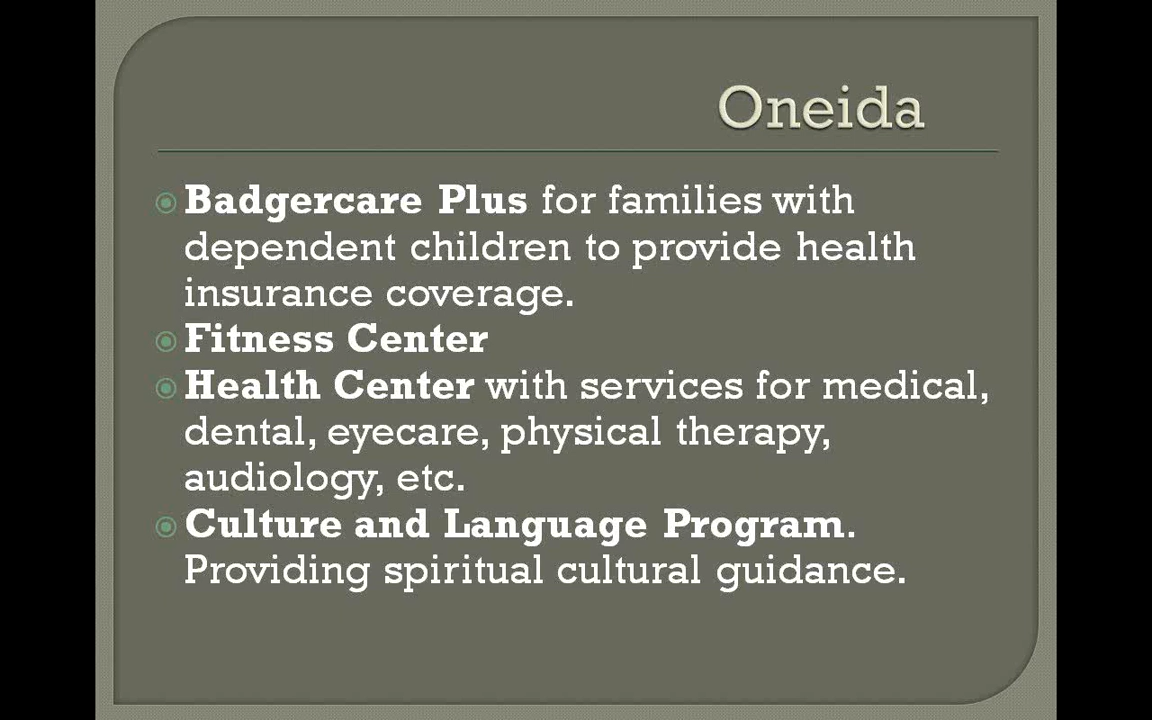 Oneida
Badgercare Plus for families with
dependent children to provide health
insurance coverage.
Fitness Center
Health Center with services for medical,
dental, eyecare, physical therapy,
audiology, etc.
Culture and Language Program.
Providing spiritual cultural guidance.